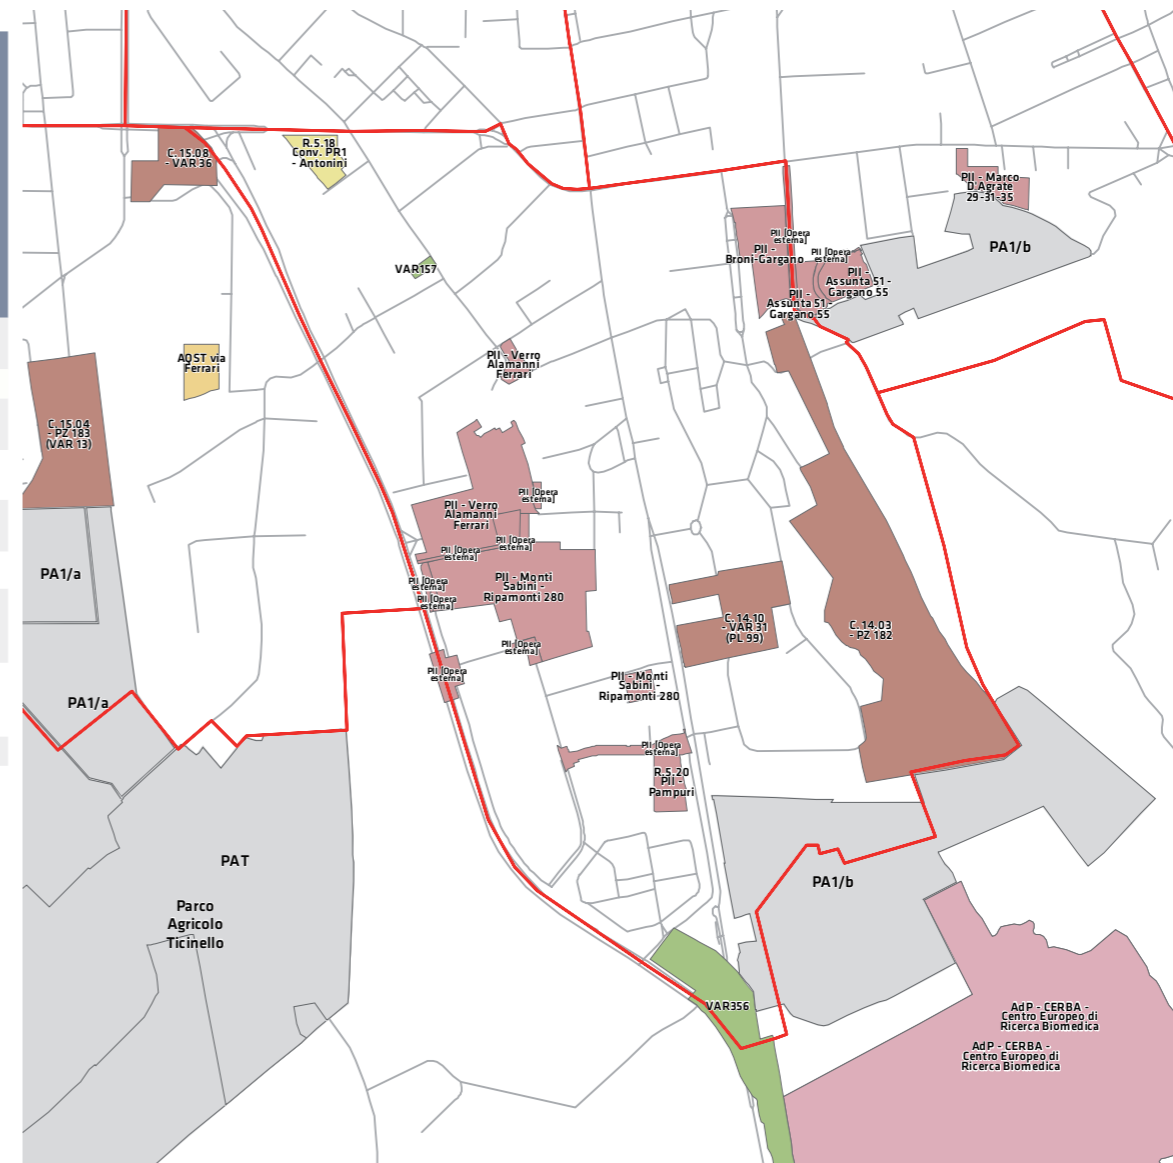 C.15.08
- VAR 36
R.5.18
Conv. PR1
- Antonini
PII - Marco
D'Agrate
29-31-35
PA1/b
PII [Opera
esterna]
PII -
Broni-Gargano
PII [Opera
esterna]
PII -
Assunta 51 -
Gargano 55
PII -
Assunta 51 -
Gargano 55
VAR157
AQST via
Ferrari
PII - Verro
Alamanni
Ferrari
C.15.04
- PZ 183
(VAR 13)
PII [Opera
esterna]
PII - Verro
Alamanni
Ferrari
PII [Opera
esterna]
PII [Opera
esterna]
PA1/a
PII [Opera
esterna]
PII - Monti
Sabini -
Ripamonti 280
PII [Opera
esterna]
C.14.10
- VAR 31
(PL 99)
C.14.03
- PZ 182
PII [Opera
esterna]
PII [Opera
esterna]
PII - Monti
Sabini -
Ripamonti 280
PA1/a
PII [Opera
esterna]
R.5.20
PII -
Pampuri
PAT
PA1/b
Parco
Agricolo
Ticinello
VAR356
AdP - CERBA -
Centro Europeo di
Ricerca Biomedica
AdP - CERBA -
Centro Europeo di
Ricerca Biomedica